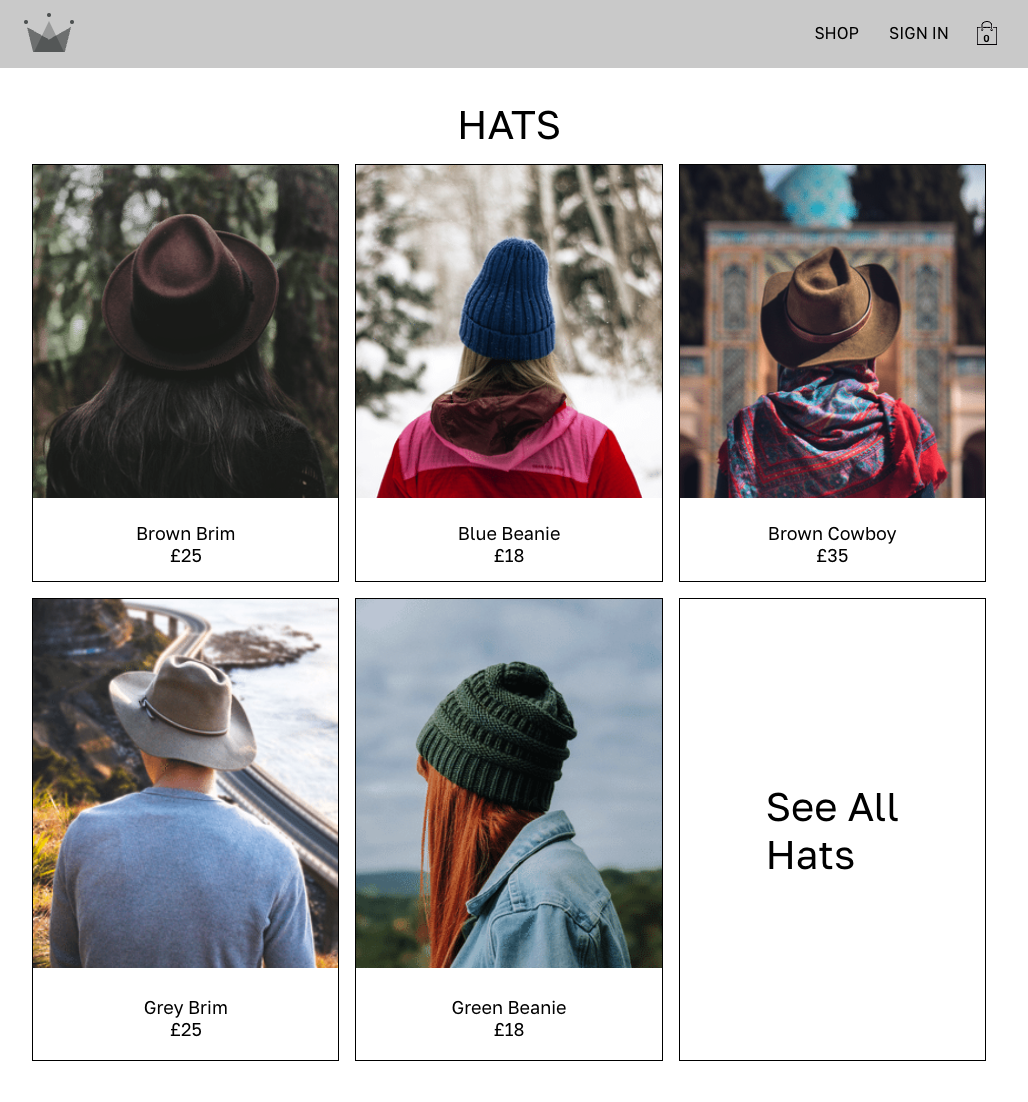 SHOP
SIGN IN
0
HATS
Brown Brim
£25
Blue Beanie
£18
Brown Cowboy
£35
Grey Brim
£25
Green Beanie
£18
See All
Hats